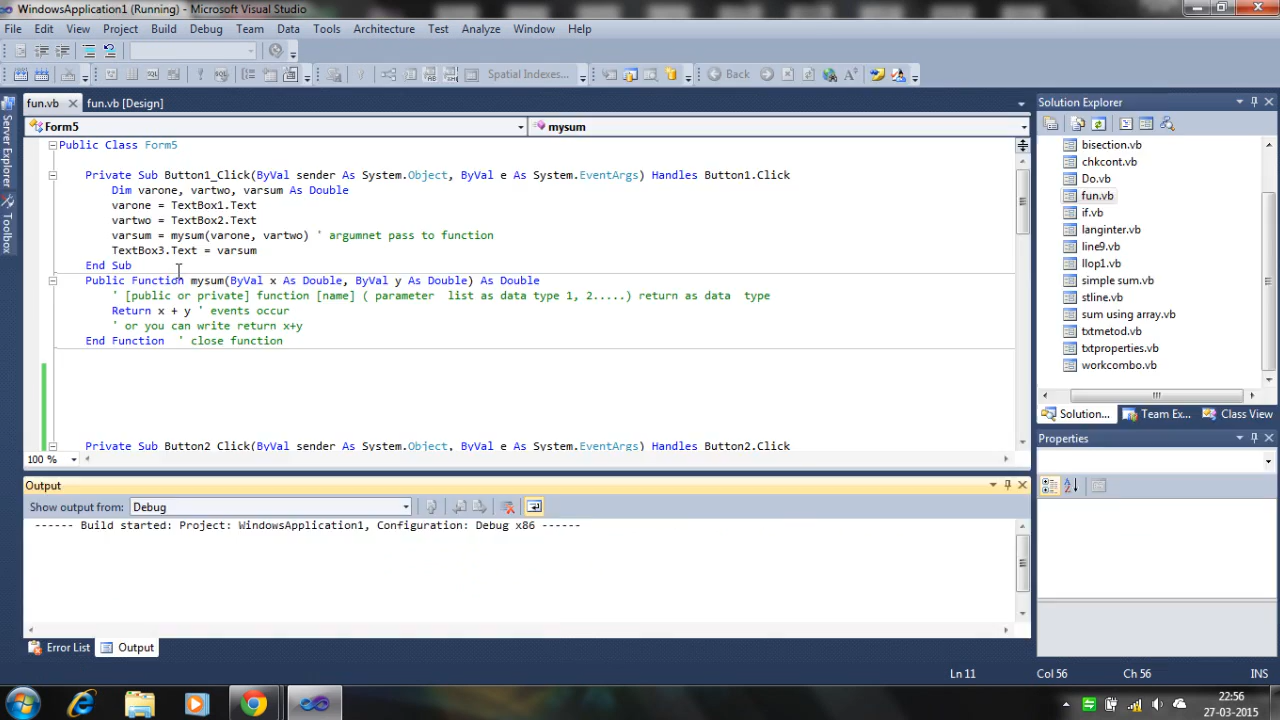 WindowsApplication1 (Running) - Microsoft Visual Studio
File Edit View Project Build Debug Team Data Tools Architecture Test Analyze Window Help
Spatial Indexes... Back
fun.vb fun.vb [Design]
Form5 mysum
Public Class Form5
Private Sub Button1_Click(ByVal sender As System.Object, ByVal e As System.EventArgs) Handles Button1.Click
Dim varone, vartwo, varsum As Double
varone = TextBox1.Text
vartwo = TextBox2.Text
varsum = mysum(varone, vartwo) ' argumnet pass to function
TextBox3.Text = varsum
End Sub
Public Function mysum(ByVal x As Double, ByVal y As Double) As Double
' [public or private] function [name] ( parameter list as data type 1, 2.....) return as data type
Return x + y ' events occur
' or you can write return x+y
End Function ' close function
Private Sub Button2_Click(ByVal sender As System.Object, ByVal e As System.EventArgs) Handles Button2.Click
100 %
Output
Show output from: Debug
------ Build started: Project: WindowsApplication1, Configuration: Debug x86 ------
Error List Output
Server Explorer
Toolbox
Solution Explorer
bisection.vb
chkcont.vb
Do.vb
fun.vb
if.vb
langinter.vb
line9.vb
llop1.vb
simple sum.vb
stline.vb
sum using array.vb
txtmetod.vb
txtproperties.vb
workcombo.vb
Solution... Team Ex... Class View
Properties
Ln 11 Col 56 Ch 56 INS
22:56
27-03-2015